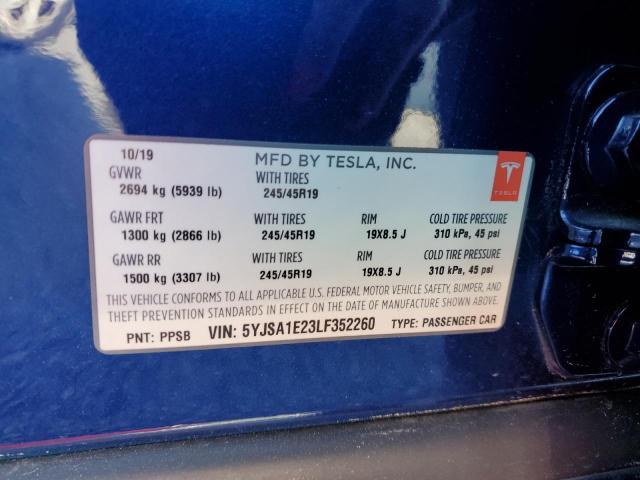 10/19 MFD BY TESLA, INC.
GVWR WITH TIRES
2694 kg (5939 lb) 245/45R19
TESLA
GAWR FRT WITH TIRES RIM COLD TIRE PRESSURE
1300 kg (2866 lb) 245/45R19 19X8.5 J 310 kPa, 45 psi
GAWR RR WITH TIRES RIM COLD TIRE PRESSURE
1500 kg (3307 lb) 245/45R19 19X8.5 J 310 kPa, 45 psi
THIS VEHICLE CONFORMS TO ALL APPLICABLE U.S. FEDERAL MOTOR VEHICLE SAFETY, BUMPER, AND
THEFT PREVENTION STANDARDS IN EFFECT ON THE DATE OF MANUFACTURE SHOWN ABOVE.
PNT: PPSB VIN: 5YJSA1E23LF352260 TYPE: PASSENGER CAR